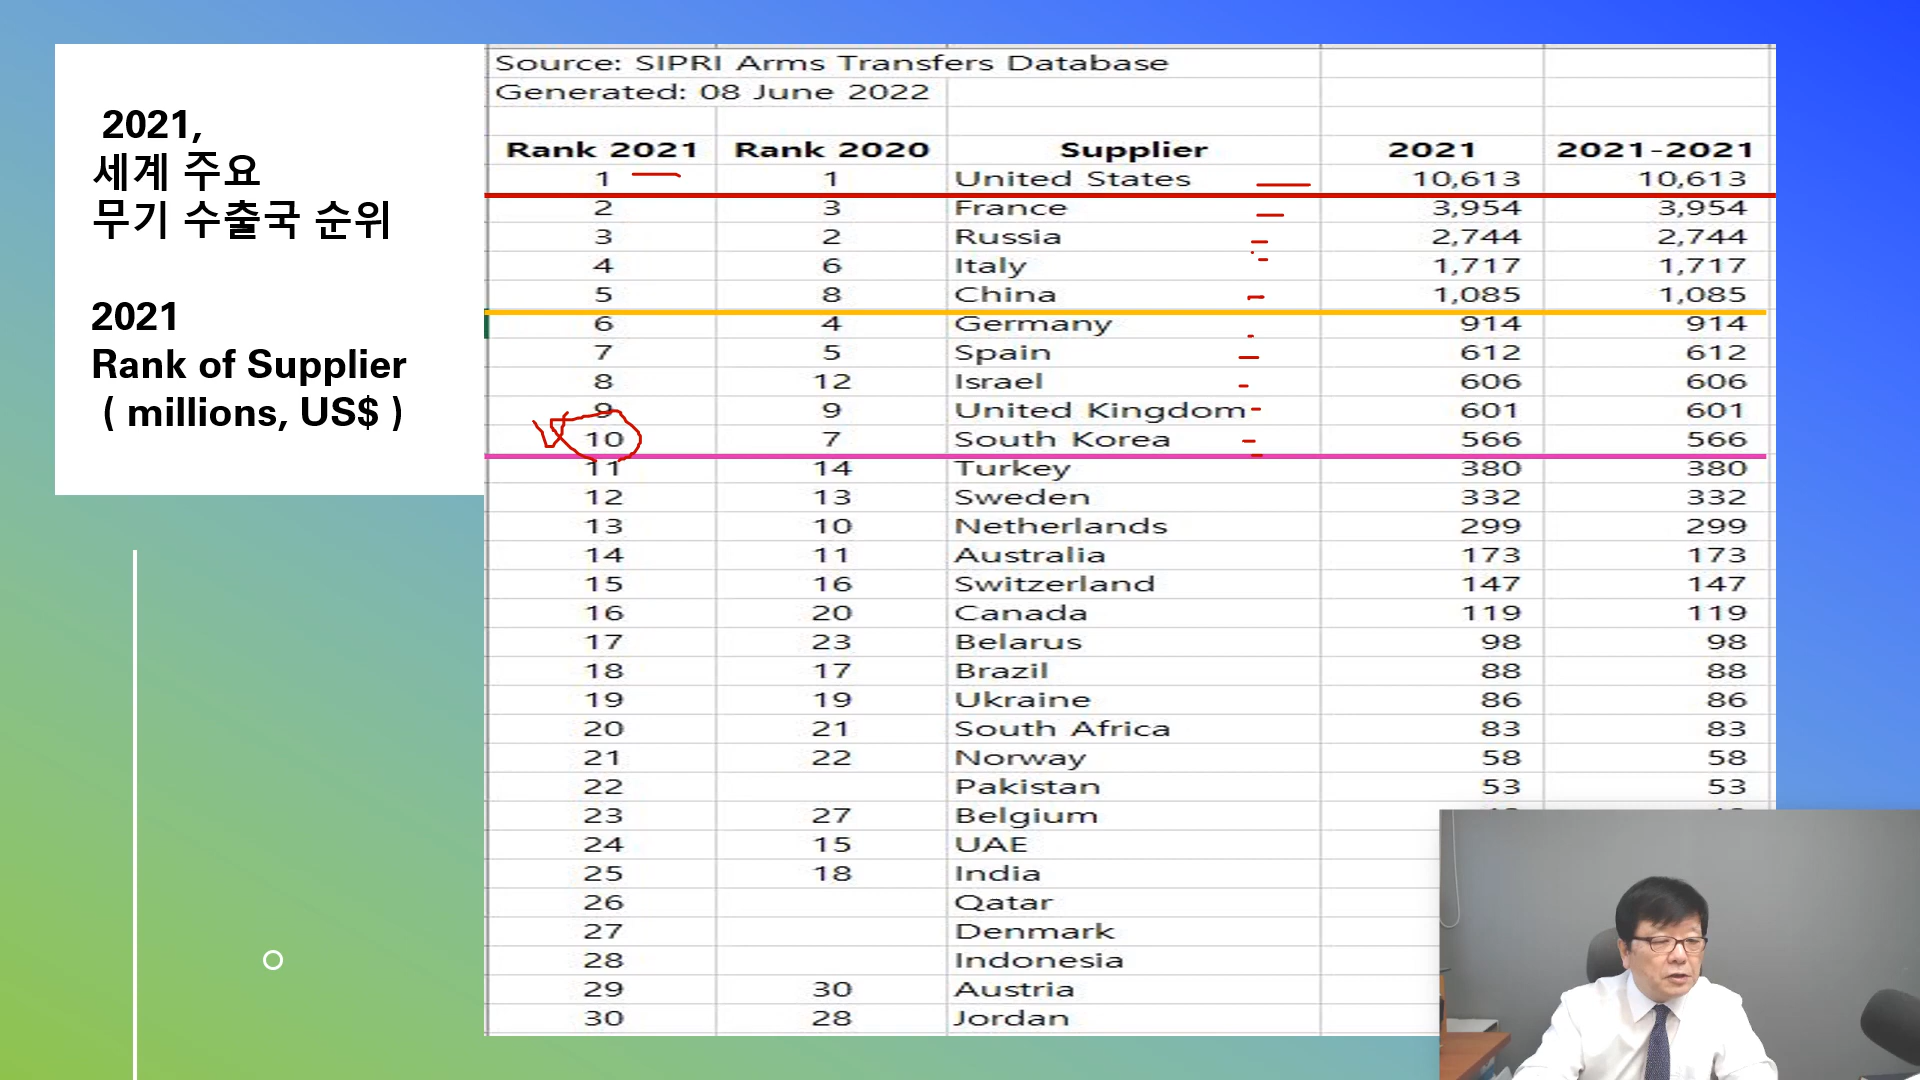 2021,
세계 주요
무기 수출국 순위
2021
Rank of Supplier
( millions, US$ )
Source: SIPRI Arms Transfers Database
Generated: 08 June 2022
Rank 2021 Rank 2020 Supplier 2021 2021-2021
1 1 United States 10,613 10,613
2 3 France 3,954 3,954
3 2 Russia 2,744 2,744
4 6 Italy 1,717 1,717
5 8 China 1,085 1,085
6 4 Germany 914 914
7 5 Spain 612 612
8 12 Israel 606 606
9 9 United Kingdom 601 601
10 7 South Korea 566 566
11 14 Turkey 380 380
12 13 Sweden 332 332
13 10 Netherlands 299 299
14 11 Australia 173 173
15 16 Switzerland 147 147
16 20 Canada 119 119
17 23 Belarus 98 98
18 17 Brazil 88 88
19 19 Ukraine 86 86
20 21 South Africa 83 83
21 22 Norway 58 58
22 Pakistan 53 53
23 27 Belgium
24 15 UAE
25 18 India
26 Qatar
27 Denmark
28 Indonesia
29 30 Austria
30 28 Jordan